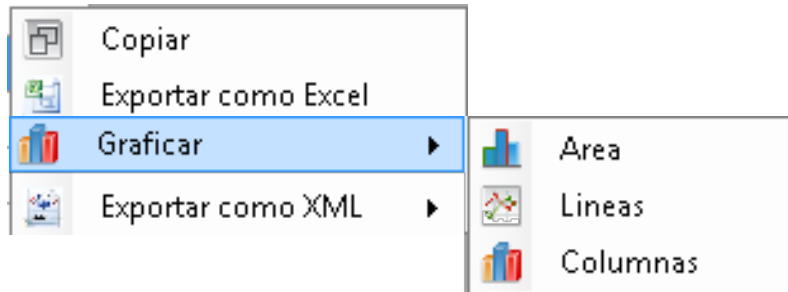 Copiar
Exportar como Excel
Graficar
Exportar como XML
Area
Lineas
Columnas